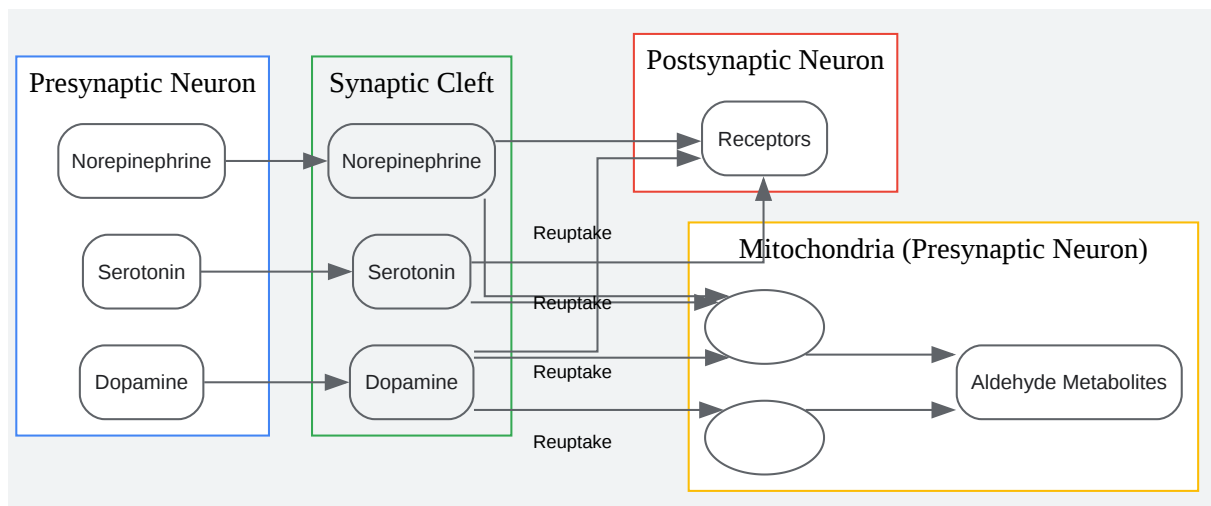 Presynaptic Neuron
Norepinephrine
Serotonin
Dopamine
Synaptic Cleft
Norepinephrine
Serotonin
Dopamine
Reuptake
Reuptake
Reuptake
Reuptake
Postsynaptic Neuron
Receptors
Mitochondria (Presynaptic Neuron)
Aldehyde Metabolites